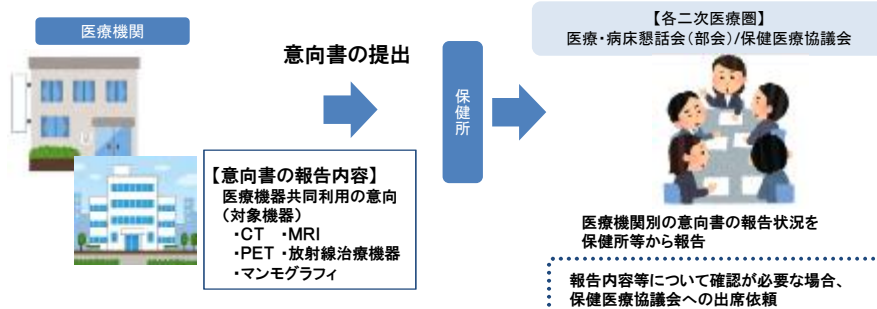 医療機関
意向書の提出
保健所
【各二次医療圏】
医療・病床懇話会（部会）/保健医療協議会
【意向書の報告内容】
医療機器共同利用の意向
（対象機器）
・CT ・MRI
・PET ・放射線治療機器
・マンモグラフィ
医療機関別の意向書の報告状況を
保健所等から報告
報告内容等について確認が必要な場合、
保健医療協議会への出席依頼